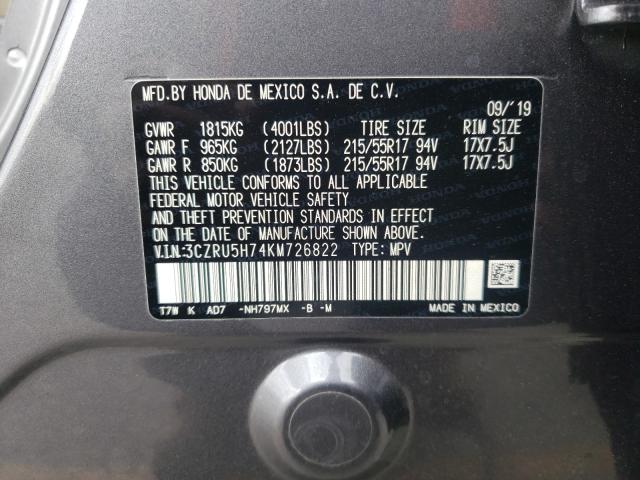 MFD.BY HONDA DE MEXICO S.A. DE C.V.
09/'19
GVWR 1815KG (4001LBS) TIRE SIZE RIM SIZE
GAWR F 965KG (2127LBS) 215/55R17 94V 17X7.5J
GAWR R 850KG (1873LBS) 215/55R17 94V 17X7.5J
THIS VEHICLE CONFORMS TO ALL APPLICABLE
FEDERAL MOTOR VEHICLE SAFETY
AND THEFT PREVENTION STANDARDS IN EFFECT
ON THE DATE OF MANUFACTURE SHOWN ABOVE.
V.I.N.:3CZRU5H74KM726822 TYPE: MPV
T7W K AD7 -NH797MX -B -M MADE IN MEXICO